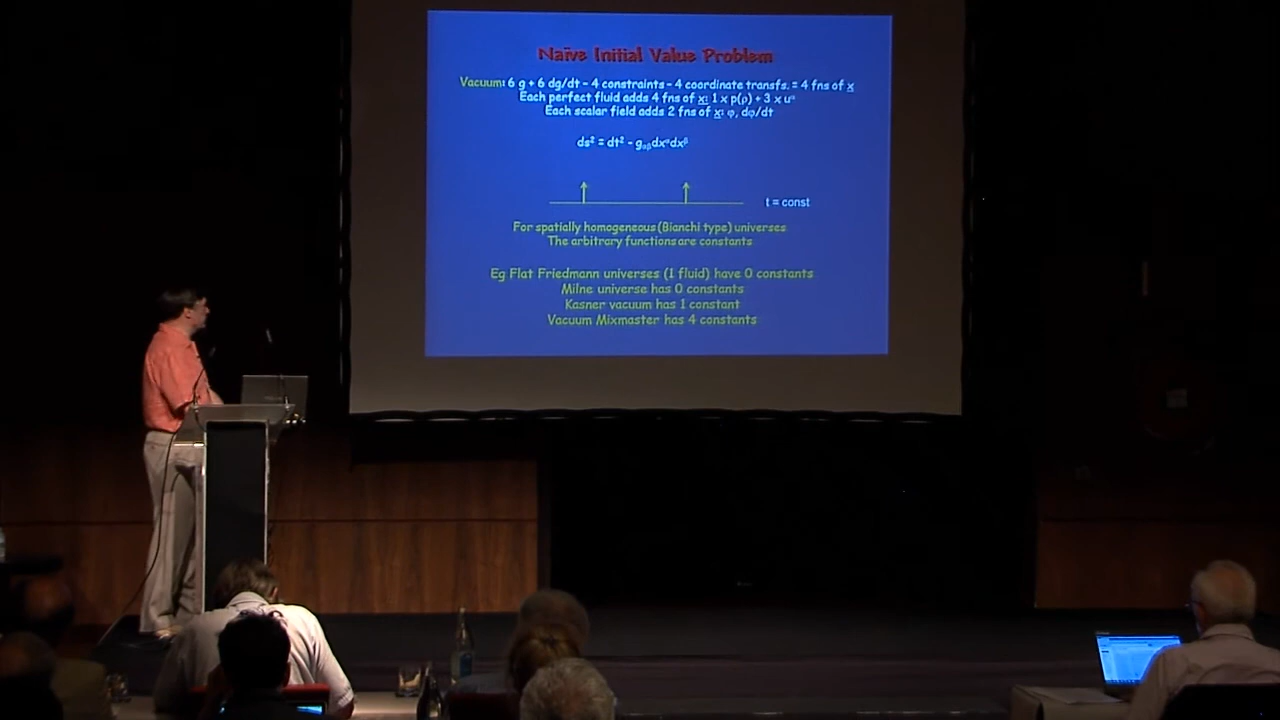 Naïve Initial Value Problem
Vacuum: 6 g + 6 dg/dt – 4 constraints – 4 coordinate transfs. = 4 fns of x
Each perfect fluid adds 4 fns of x: 1 x p(ρ) + 3 x uᵅ
Each scalar field adds 2 fns of x: φ, dφ/dt
ds² = dt² - gαβdxᵅdxᵝ
t = const
For spatially homogeneous (Bianchi type) universes
The arbitrary functions are constants
Eg Flat Friedmann universes (1 fluid) have 0 constants
Milne universe has 0 constants
Kasner vacuum has 1 constant
Vacuum Mixmaster has 4 constants